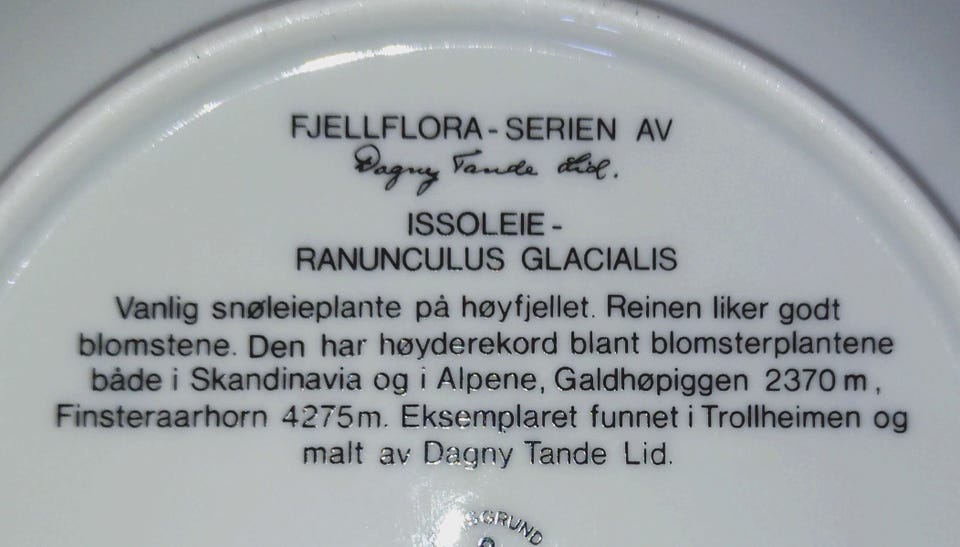 FJELLFLORA-SERIEN AV
Dagny Tande Lid.
ISSOLEIE-
RANUNCULUS GLACIALIS
Vanlig snøleieplante på høyfjellet. Reinen liker godt
blomstene. Den har høyderekord blant blomsterplantene
både i Skandinavia og i Alpene, Galdhøpiggen 2370 m,
Finsteraarhorn 4275m. Eksemplaret funnet i Trollheimen og
malt av Dagny Tande Lid.